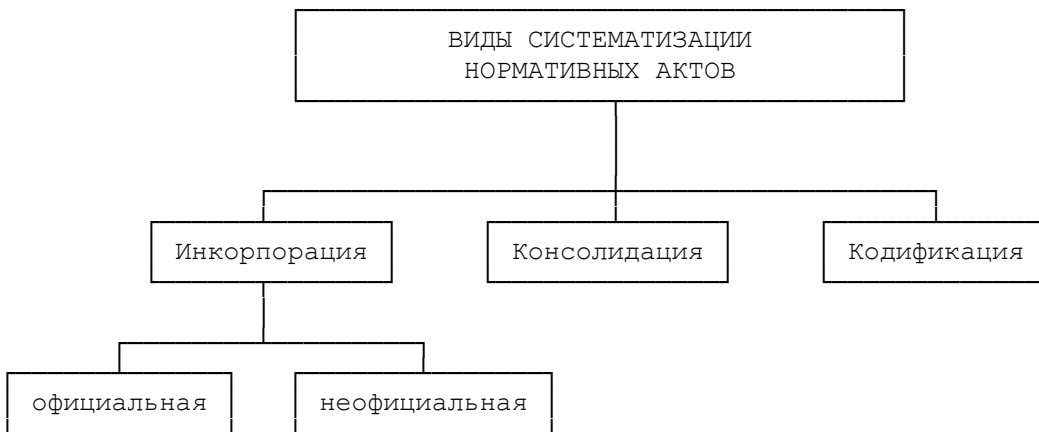 ВИДЫ СИСТЕМАТИЗАЦИИ
НОРМАТИВНЫХ АКТОВ
Инкорпорация
Консолидация
Кодификация
официальная
неофициальная